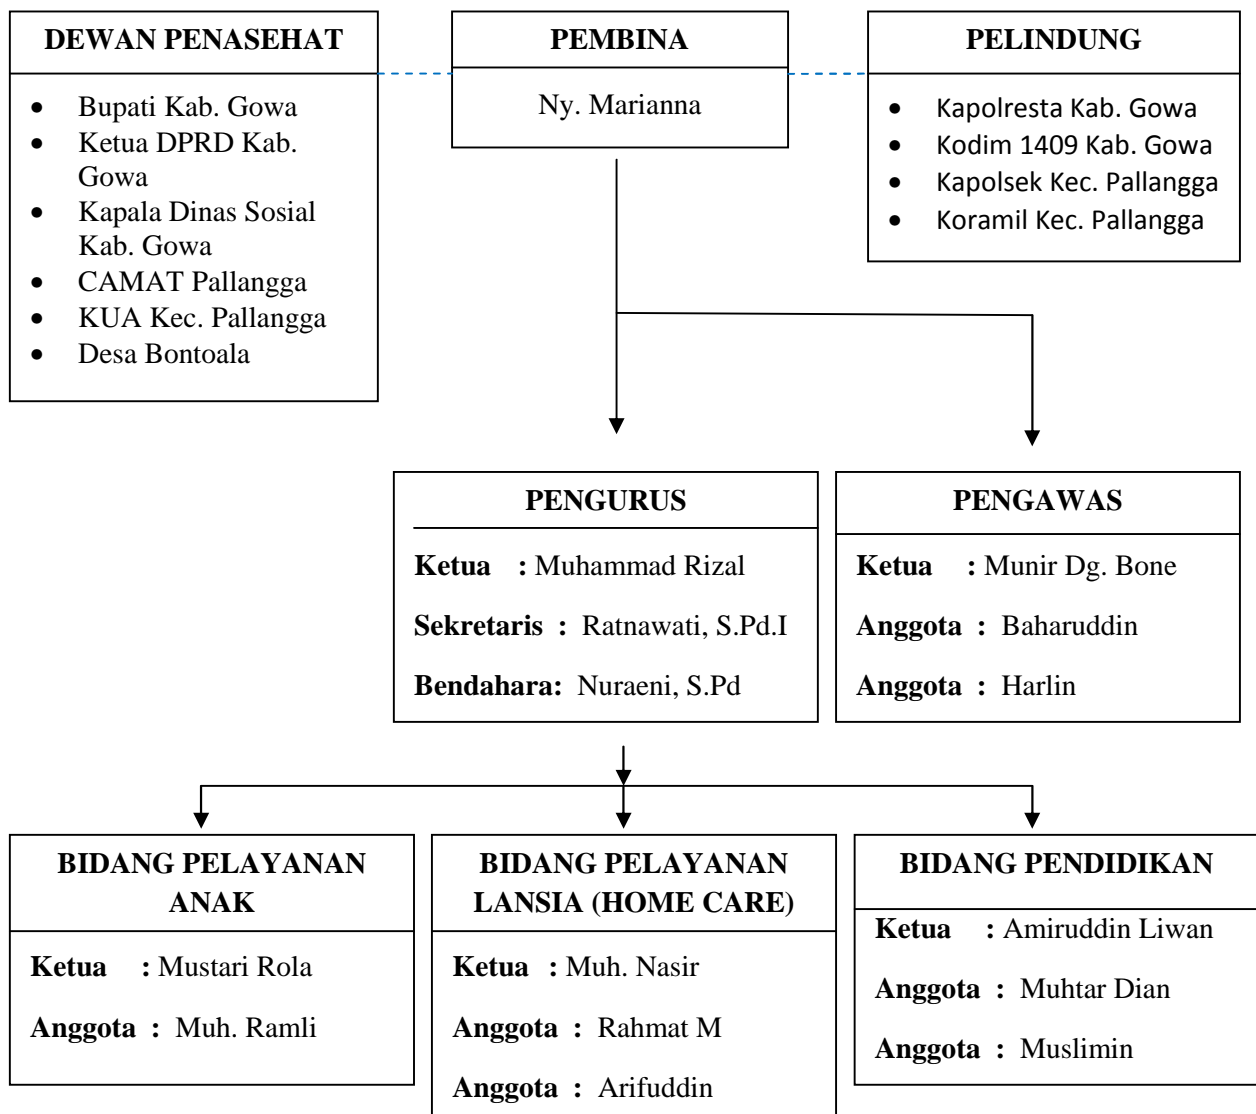 DEWAN PENASEHAT
• Bupati Kab. Gowa
• Ketua DPRD Kab.
Gowa
• Kapala Dinas Sosial
Kab. Gowa
• CAMAT Pallangga
• KUA Kec. Pallangga
• Desa Bontoala
PEMBINA
Ny. Marianna
PELINDUNG
• Kapolresta Kab. Gowa
• Kodim 1409 Kab. Gowa
• Kapolsek Kec. Pallangga
• Koramil Kec. Pallangga
PENGURUS
Ketua : Muhammad Rizal
Sekretaris : Ratnawati, S.Pd.I
Bendahara: Nuraeni, S.Pd
PENGAWAS
Ketua : Munir Dg. Bone
Anggota : Baharuddin
Anggota : Harlin
BIDANG PELAYANAN
ANAK
Ketua : Mustari Rola
Anggota : Muh. Ramli
BIDANG PELAYANAN
LANSIA (HOME CARE)
Ketua : Muh. Nasir
Anggota : Rahmat M
Anggota : Arifuddin
BIDANG PENDIDIKAN
Ketua : Amiruddin Liwan
Anggota : Muhtar Dian
Anggota : Muslimin